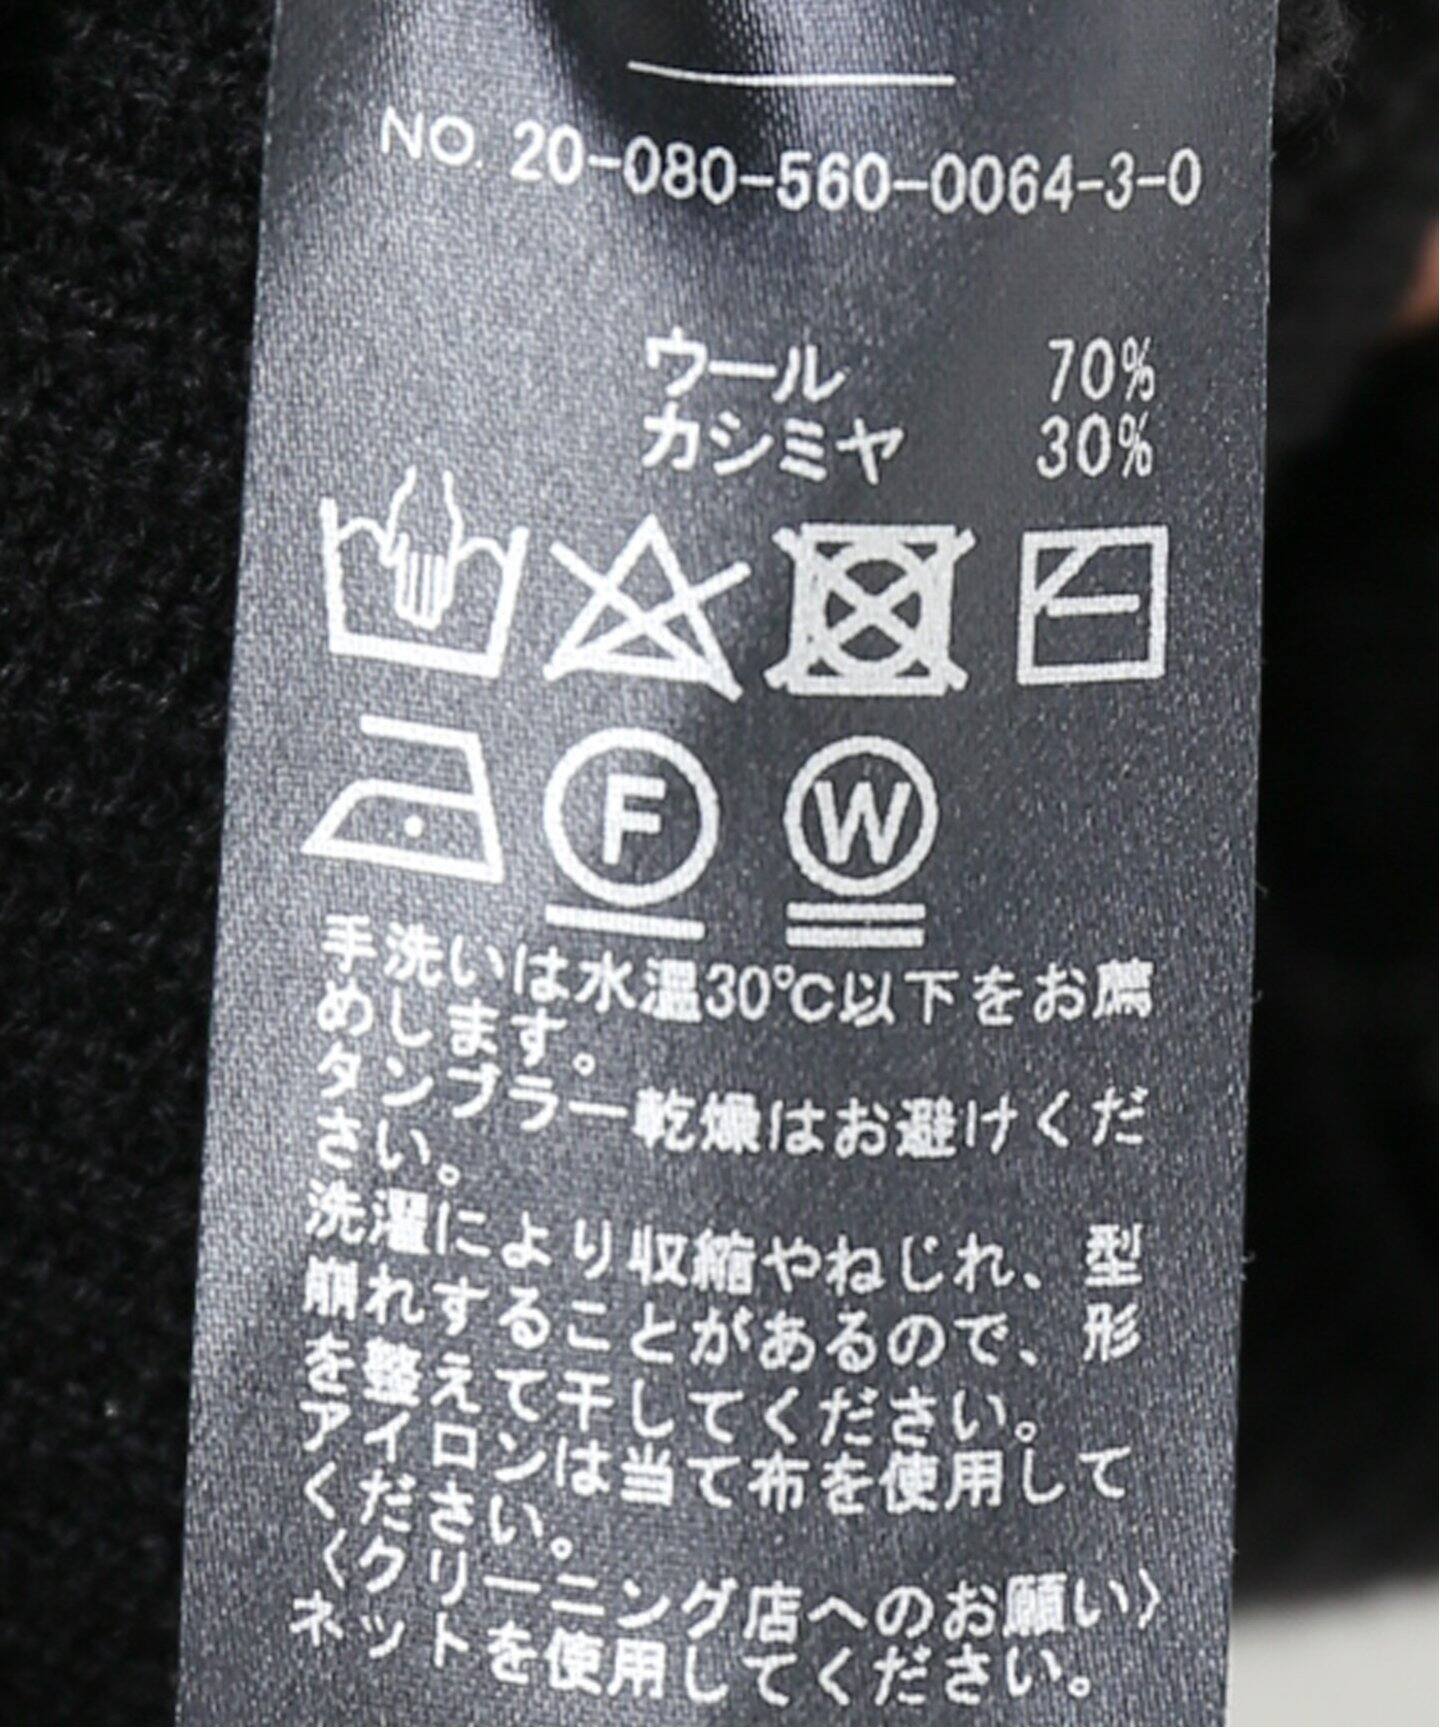 NO. 20-080-560-0064-3-0
ウール 70%
カシミヤ 30%
F W
手洗いは水温30℃以下をお薦
めします。
タンブラー乾燥はお避けくだ
さい。
洗濯により収縮やねじれ、型
崩れすることがあるので、形
を整えて干してください。
アイロンは当て布を使用して
ください。
〈クリーニング店へのお願い〉
ネットを使用してください。